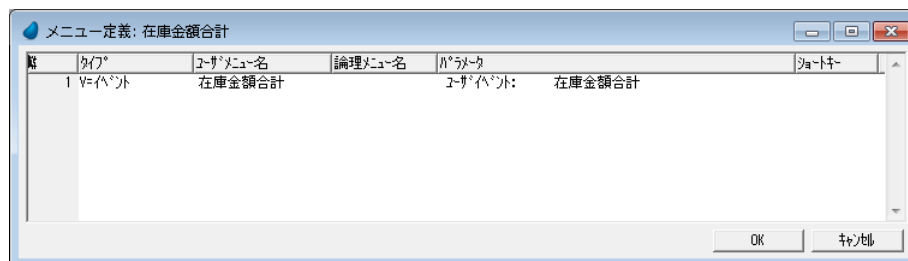 メニュー定義: 在庫金額合計
ﾀｲﾌﾟ ﾕｰｻﾞﾒﾆｭｰ名 論理ﾒﾆｭｰ名 ﾊﾟﾗﾒｰﾀ ｼｮｰﾄｷｰ
1 V=ｲﾍﾞﾝﾄ 在庫金額合計 ﾕｰｻﾞｲﾍﾞﾝﾄ: 在庫金額合計
OK ｷｬﾝｾﾙ